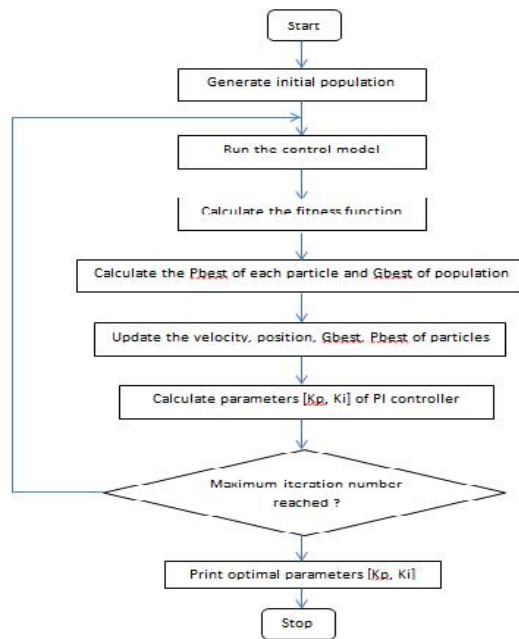 Start
Generate initial population
Run the control model
Calculate the fitness function
Calculate the Pbest of each particle and Gbest of population
Update the velocity, position, Gbest, Pbest of particles
Calculate parameters [Kp, Ki] of PI controller
Maximum iteration number
reached ?
Print optimal parameters [Kp, Ki]
Stop